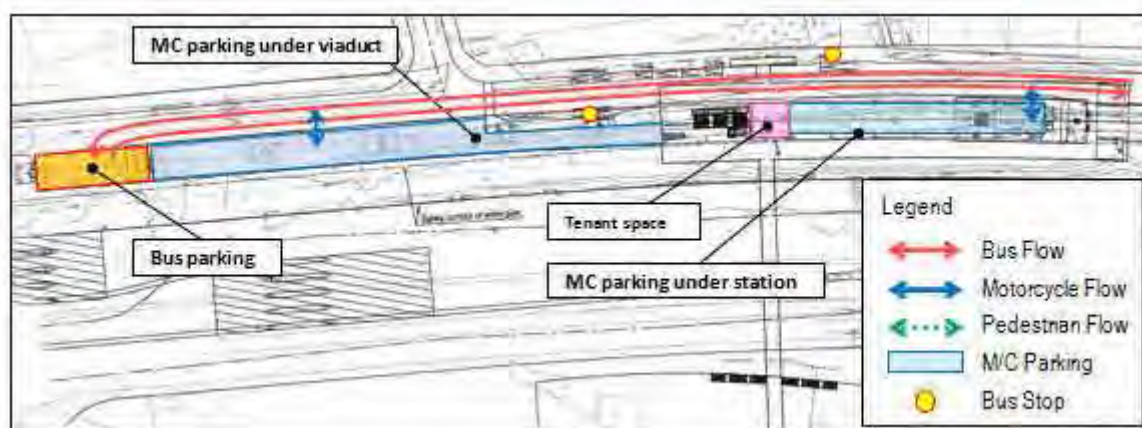 MC parking under viaduct
Tenant space
Bus parking
MC parking under station
Legend
Bus Flow
Motorcycle Flow
Pedestrian Flow
M/C Parking
Bus Stop